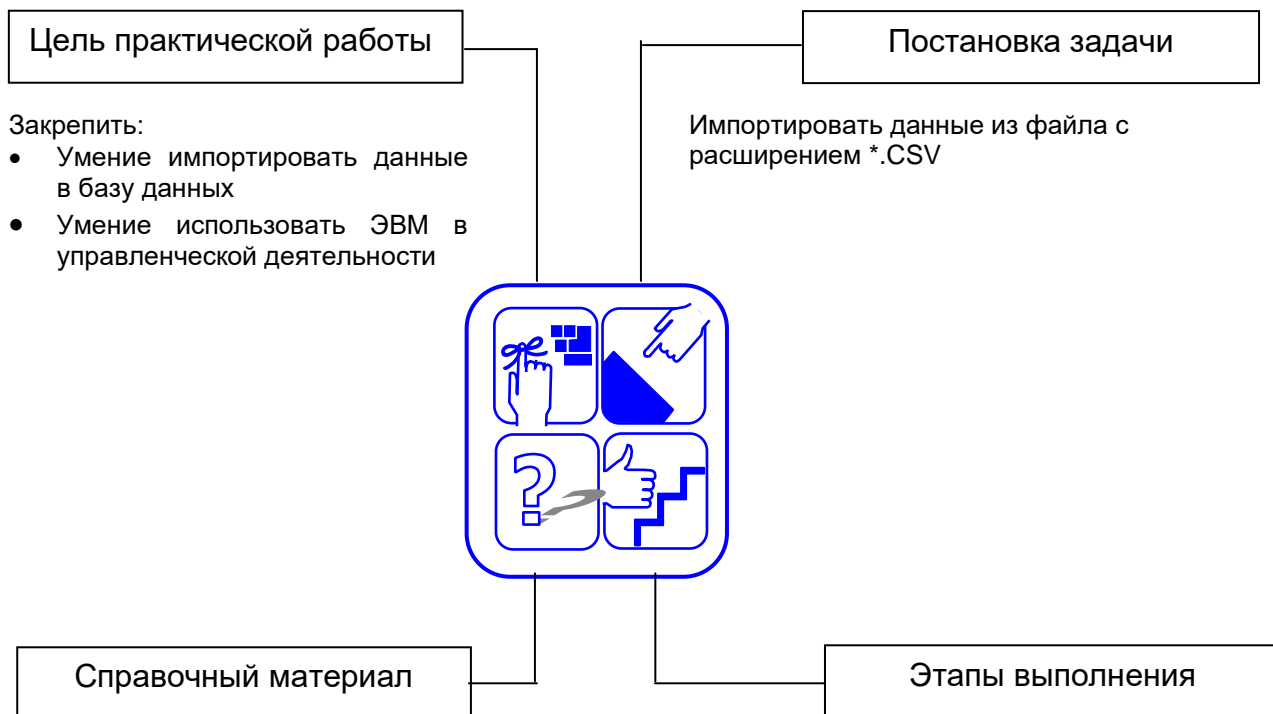 Цель практической работы
Постановка задачи
Закрепить:
• Умение импортировать данные
в базу данных
• Умение использовать ЭВМ в
управленческой деятельности
Импортировать данные из файла с
расширением *.CSV
?
Справочный материал
Этапы выполнения